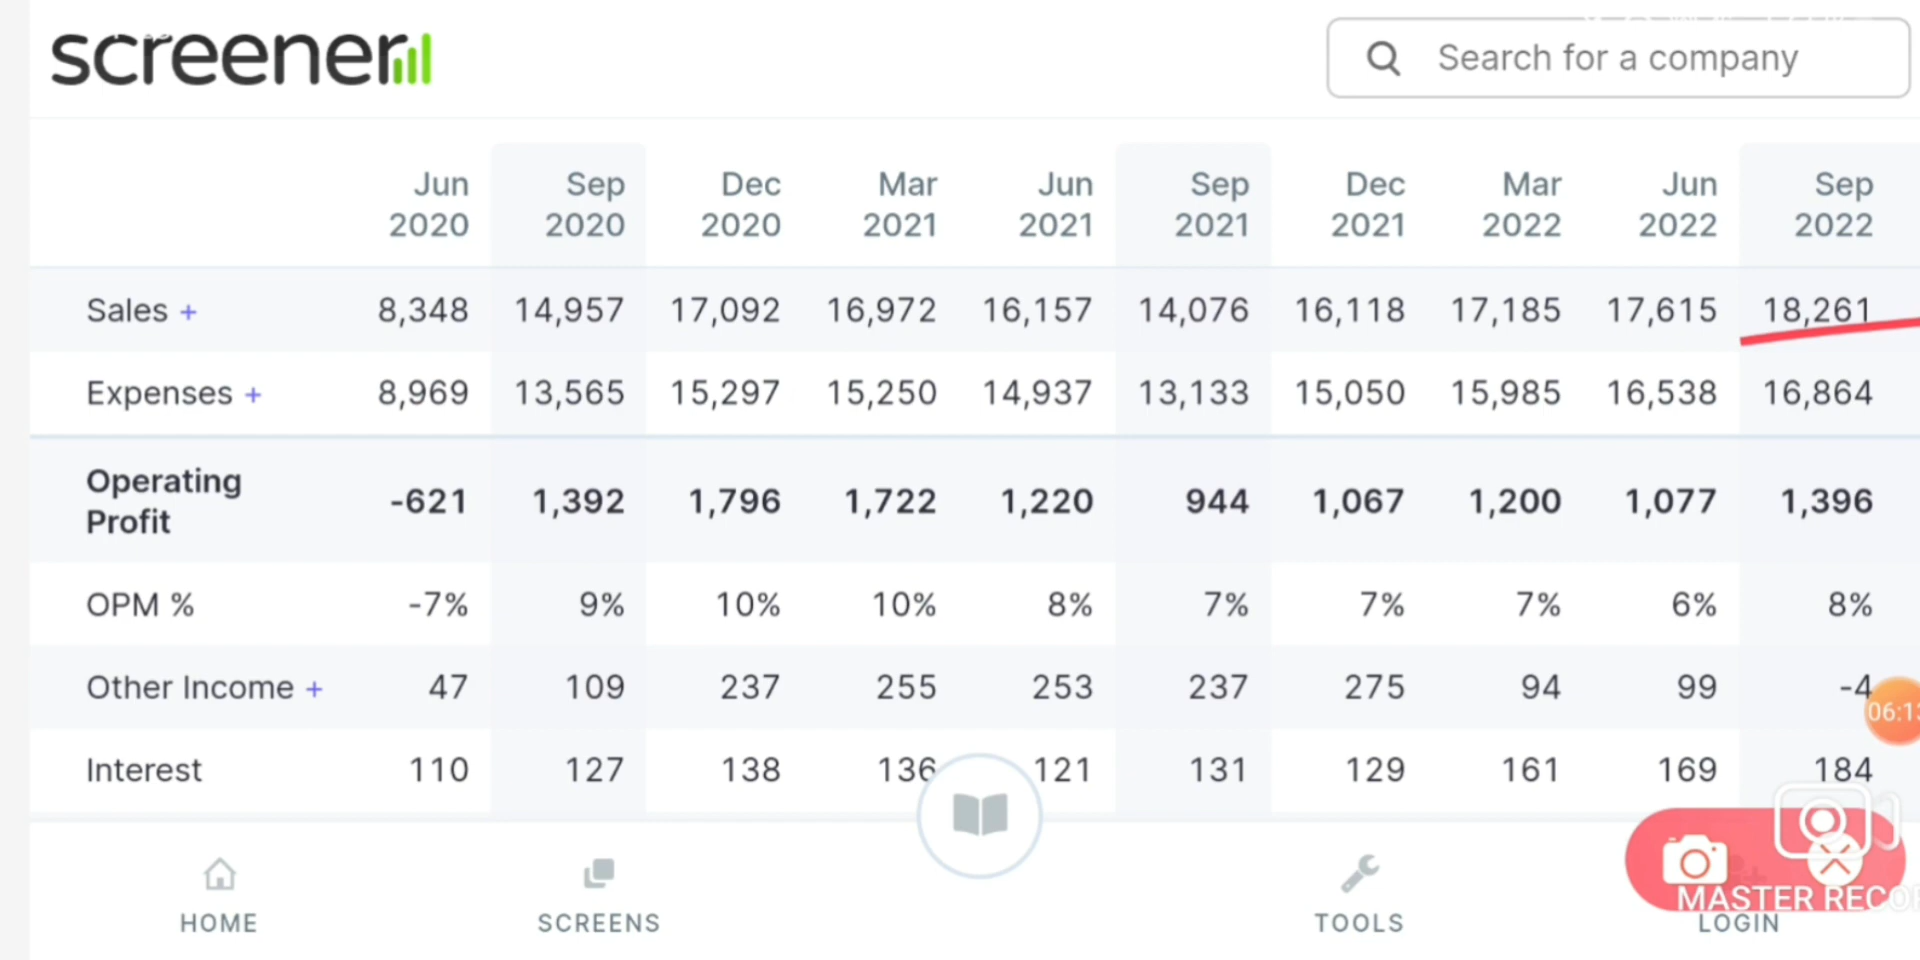 screener
Search for a company
Jun 2020 Sep 2020 Dec 2020 Mar 2021 Jun 2021 Sep 2021 Dec 2021 Mar 2022 Jun 2022 Sep 2022
Sales + 8,348 14,957 17,092 16,972 16,157 14,076 16,118 17,185 17,615 18,261
Expenses + 8,969 13,565 15,297 15,250 14,937 13,133 15,050 15,985 16,538 16,864
Operating Profit -621 1,392 1,796 1,722 1,220 944 1,067 1,200 1,077 1,396
OPM % -7% 9% 10% 10% 8% 7% 7% 7% 6% 8%
Other Income + 47 109 237 255 253 237 275 94 99 -4
06:13
Interest 110 127 138 136 121 131 129 161 169 184
MASTER RECO
HOME SCREENS TOOLS LOGIN